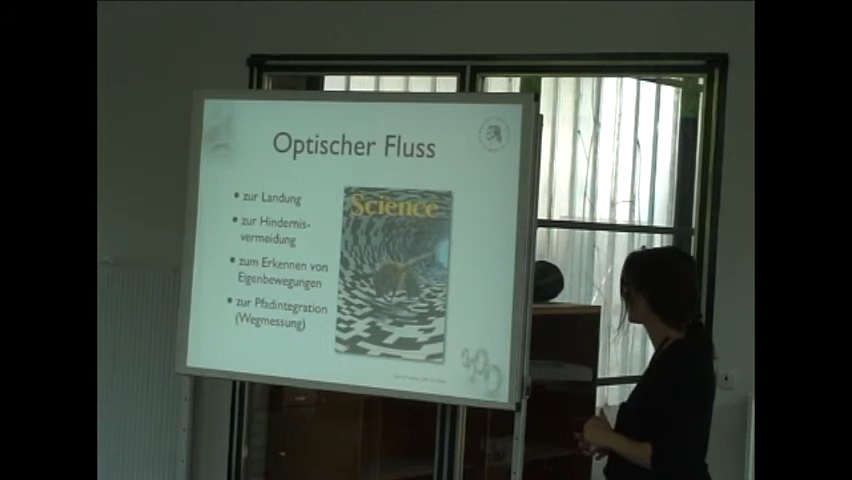 Optischer Fluss
• zur Landung
• zur Hindernis-
vermeidung
• zum Erkennen von
Eigenbewegungen
• zur Pfadintegration
(Wegmessung)
Science